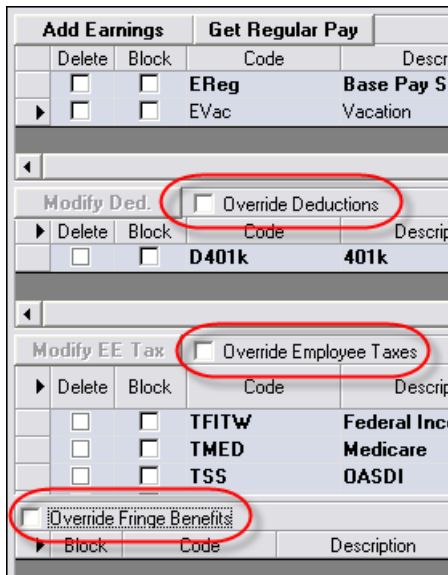 Add Earnings Get Regular Pay
Delete Block Code Descr
EReg Base Pay S
EVac Vacation
Modify Ded. Override Deductions
Delete Block Code Descrip
D401k 401k
Modify EE Tax Override Employee Taxes
Delete Block Code Descrip
TFITW Federal Inco
TMED Medicare
TSS OASDI
Override Fringe Benefits
Block Code Description